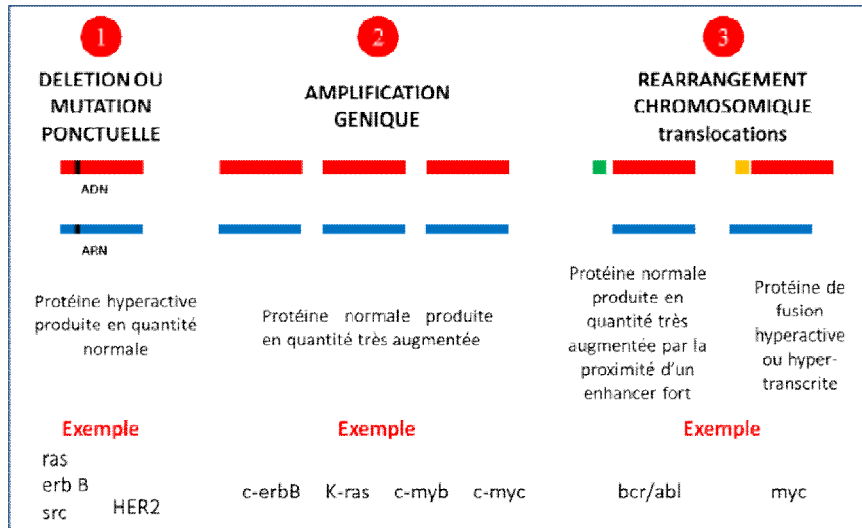 1
DELETION OU
MUTATION
PONCTUELLE
ADN
ARN
Protéine hyperactive
produite en quantité
normale
Exemple
ras
erb B
src
HER2
2
AMPLIFICATION
GENIQUE
Protéine normale produite
en quantité très augmentée
Exemple
c-erbB K-ras c-myb c-myc
3
REARRANGEMENT
CHROMOSOMIQUE
translocations
Protéine normale
produite en
quantité très
augmentée par la
proximité d'un
enhancer fort
Protéine de
fusion
hyperactive
ou hyper-
transcrite
Exemple
bcr/abl myc